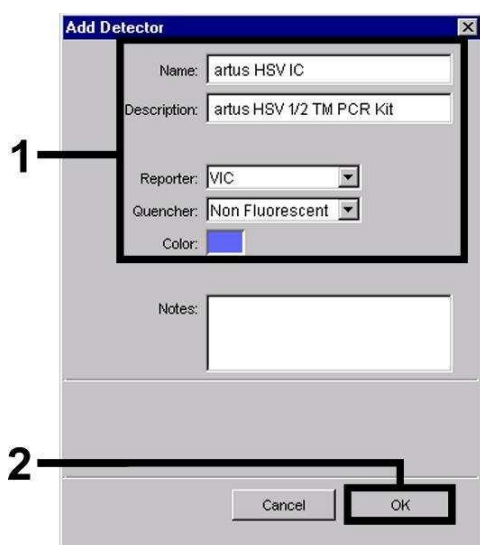 Add Detector
Name: artus HSV IC
Description: artus HSV 1/2 TM PCR Kit
1
Reporter: VIC
Quencher: Non Fluorescent
Color:
Notes:
2
Cancel OK